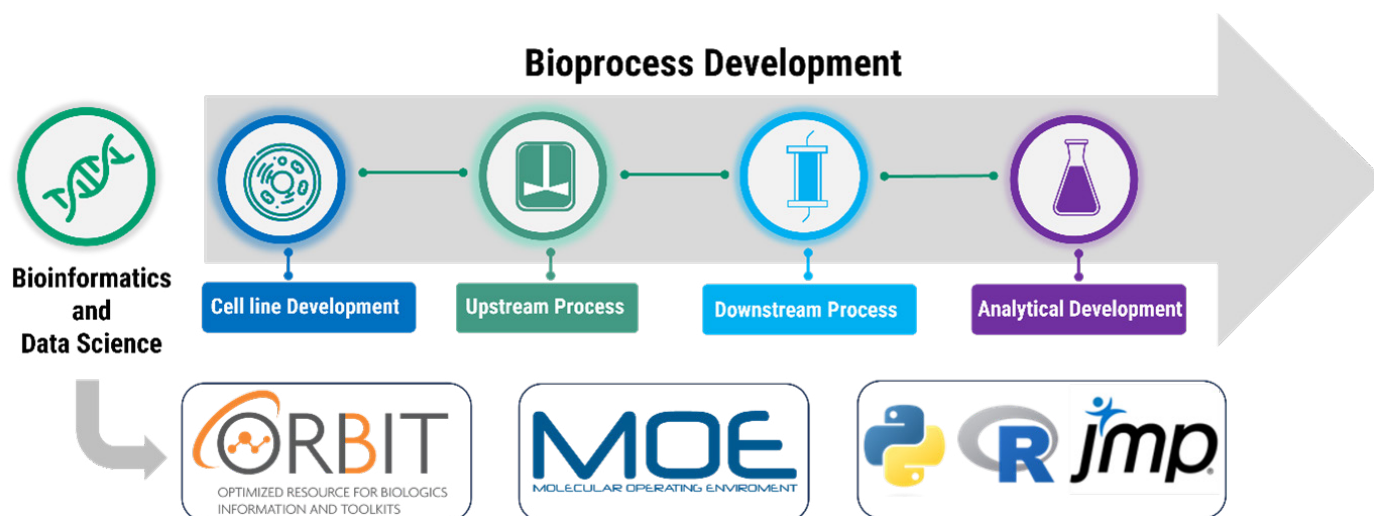 Bioprocess Development
Bioinformatics
and
Data Science
Cell line Development
Upstream Process
Downstream Process
Analytical Development
ORBIT
OPTIMIZED RESOURCE FOR BIOLOGICS
INFORMATION AND TOOLKITS
MOE
MOLECULAR OPERATING ENVIROMENT
R
jmp®